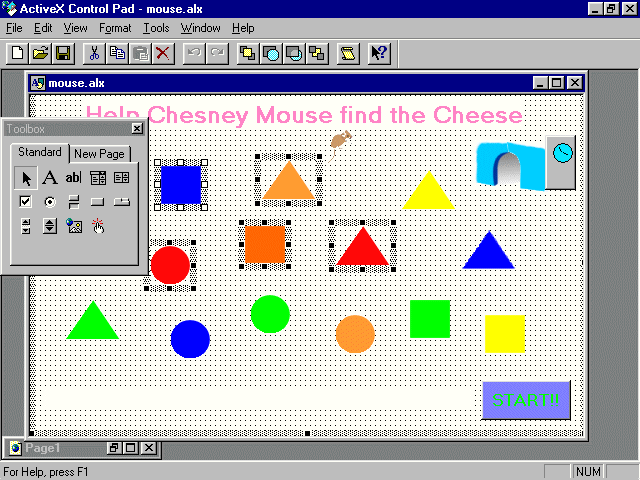 ActiveX Control Pad - mouse.alx
File Edit View Format Tools Window Help
mouse.alx
Help Chesney Mouse find the Cheese
Toolbox
Standard New Page
A ab
START!!
Page1
For Help, press F1
NUM